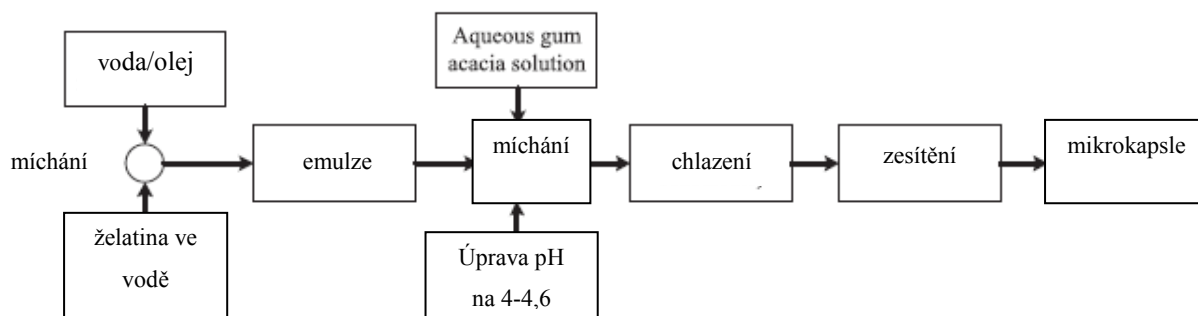 voda/olej
Aqueous gum
acacia solution
míchání
emulze
míchání
chlazení
zesítění
mikrokapsle
želatina ve
vodě
Úprava pH
na 4-4,6